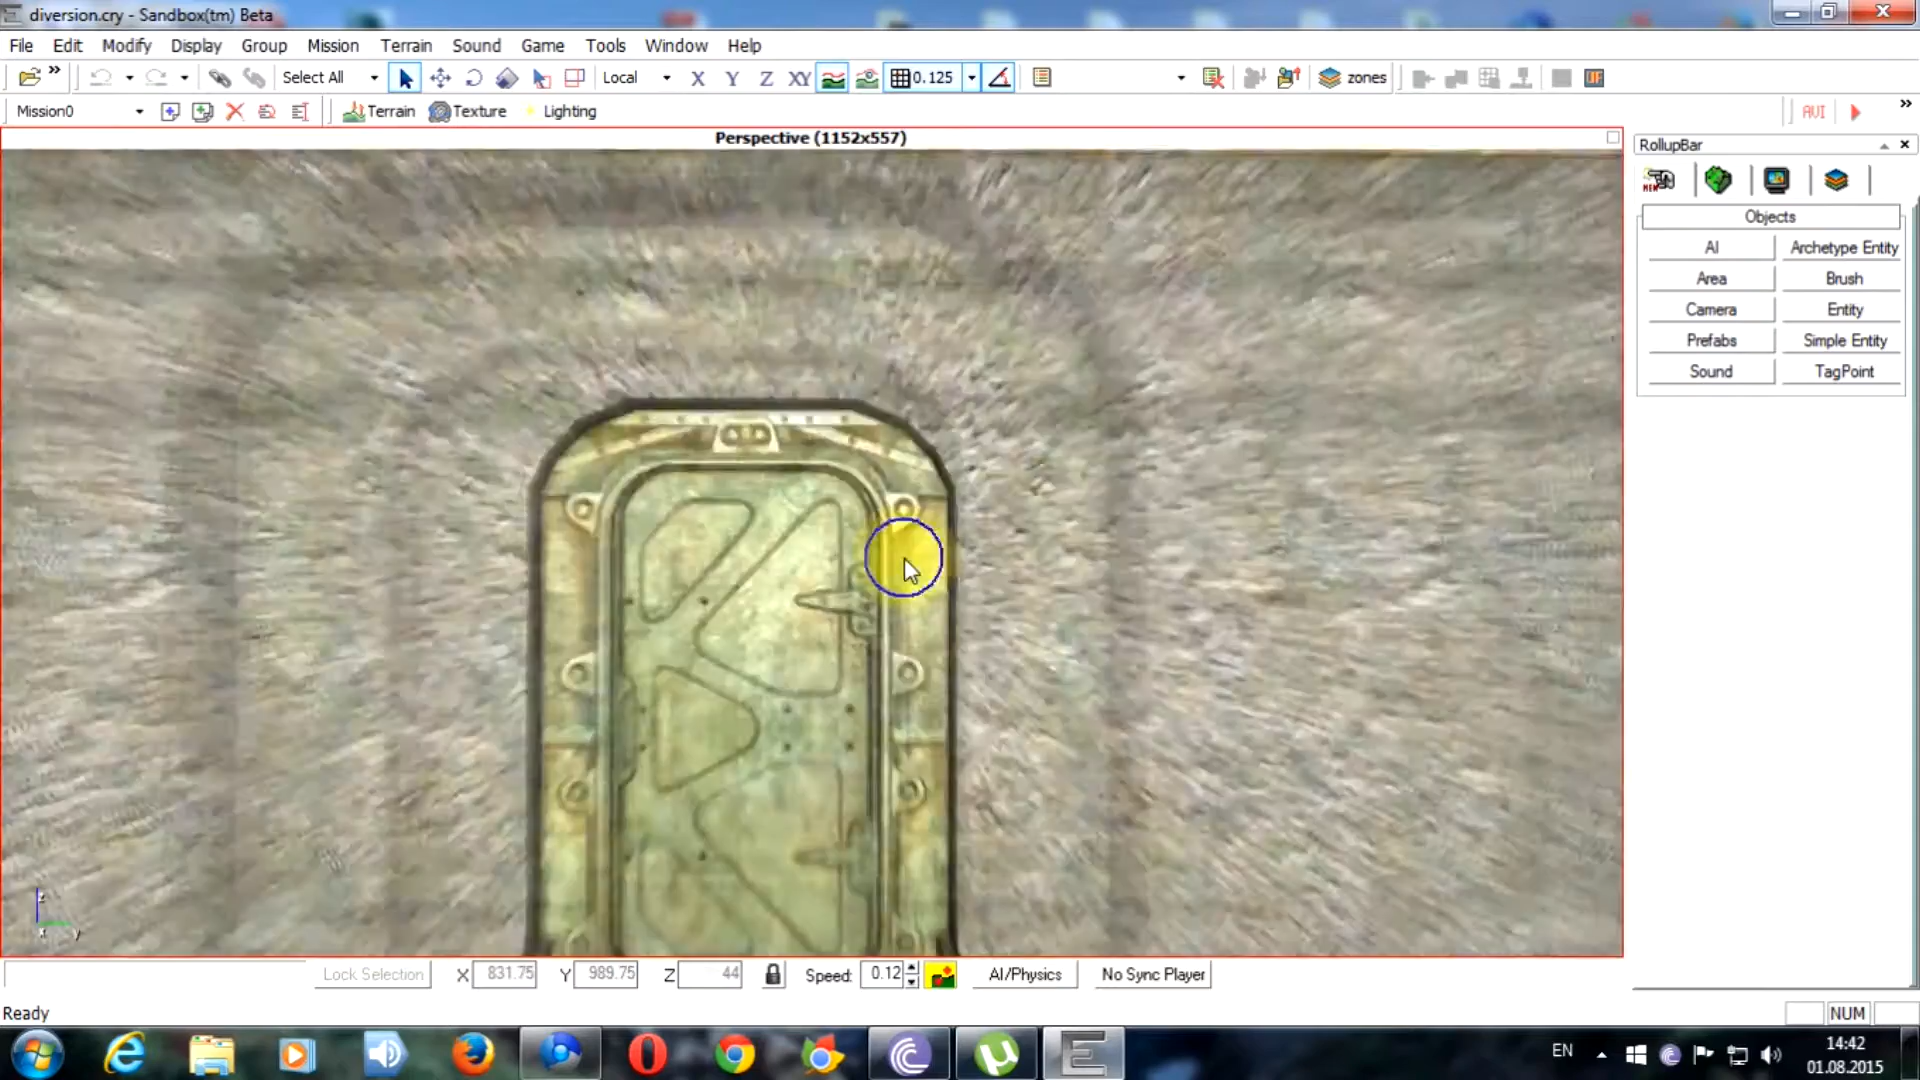 diversion.cry - Sandbox(tm) Beta
File Edit Modify Display Group Mission Terrain Sound Game Tools Window Help
Select All Local X Y Z XY 0.125 zones
Mission0 Terrain Texture Lighting AVI
Perspective (1152x557)
RollupBar
Objects
AI Archetype Entity
Area Brush
Camera Entity
Prefabs Simple Entity
Sound TagPoint
Lock Selection X 831.75 Y 989.75 Z 44 Speed: 0.12 AI/Physics No Sync Player
Ready NUM
EN 14:42
01.08.2015